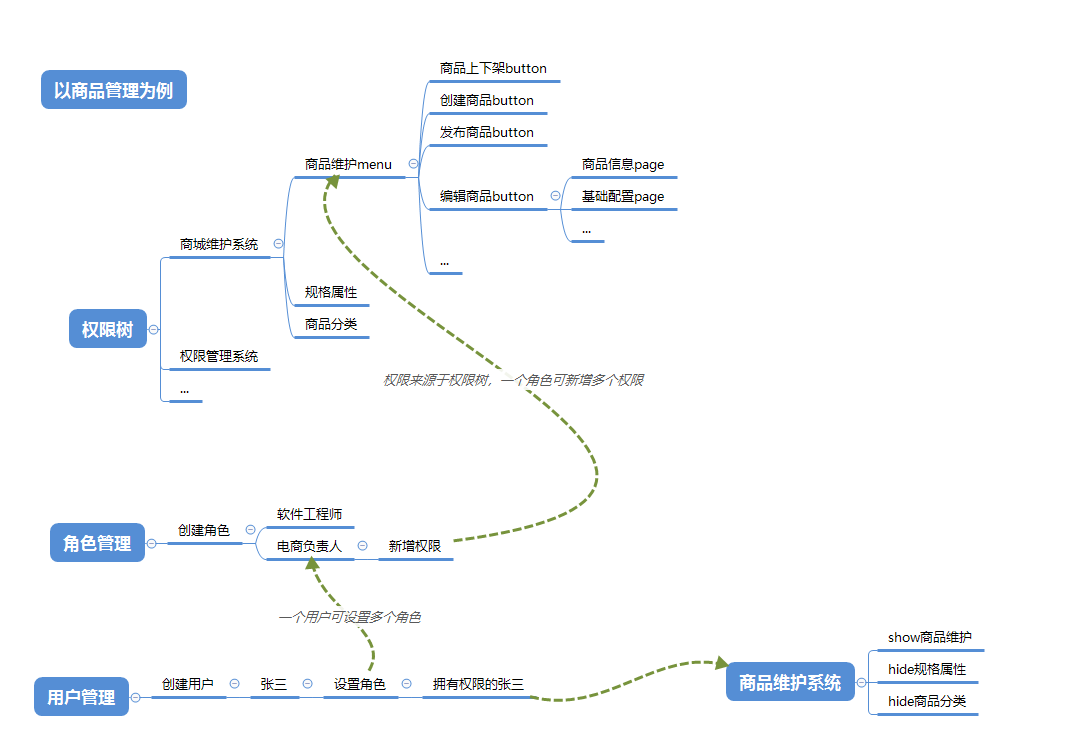 以商品管理为例
商品上下架button
创建商品button
发布商品button
商品维护menu
商品信息page
编辑商品button
基础配置page
...
商城维护系统
...
规格属性
商品分类
权限树
权限管理系统
...
权限来源于权限树，一个角色可新增多个权限
软件工程师
创建角色
角色管理
电商负责人
新增权限
一个用户可设置多个角色
show商品维护
hide规格属性
hide商品分类
商品维护系统
用户管理
创建用户
张三
设置角色
拥有权限的张三